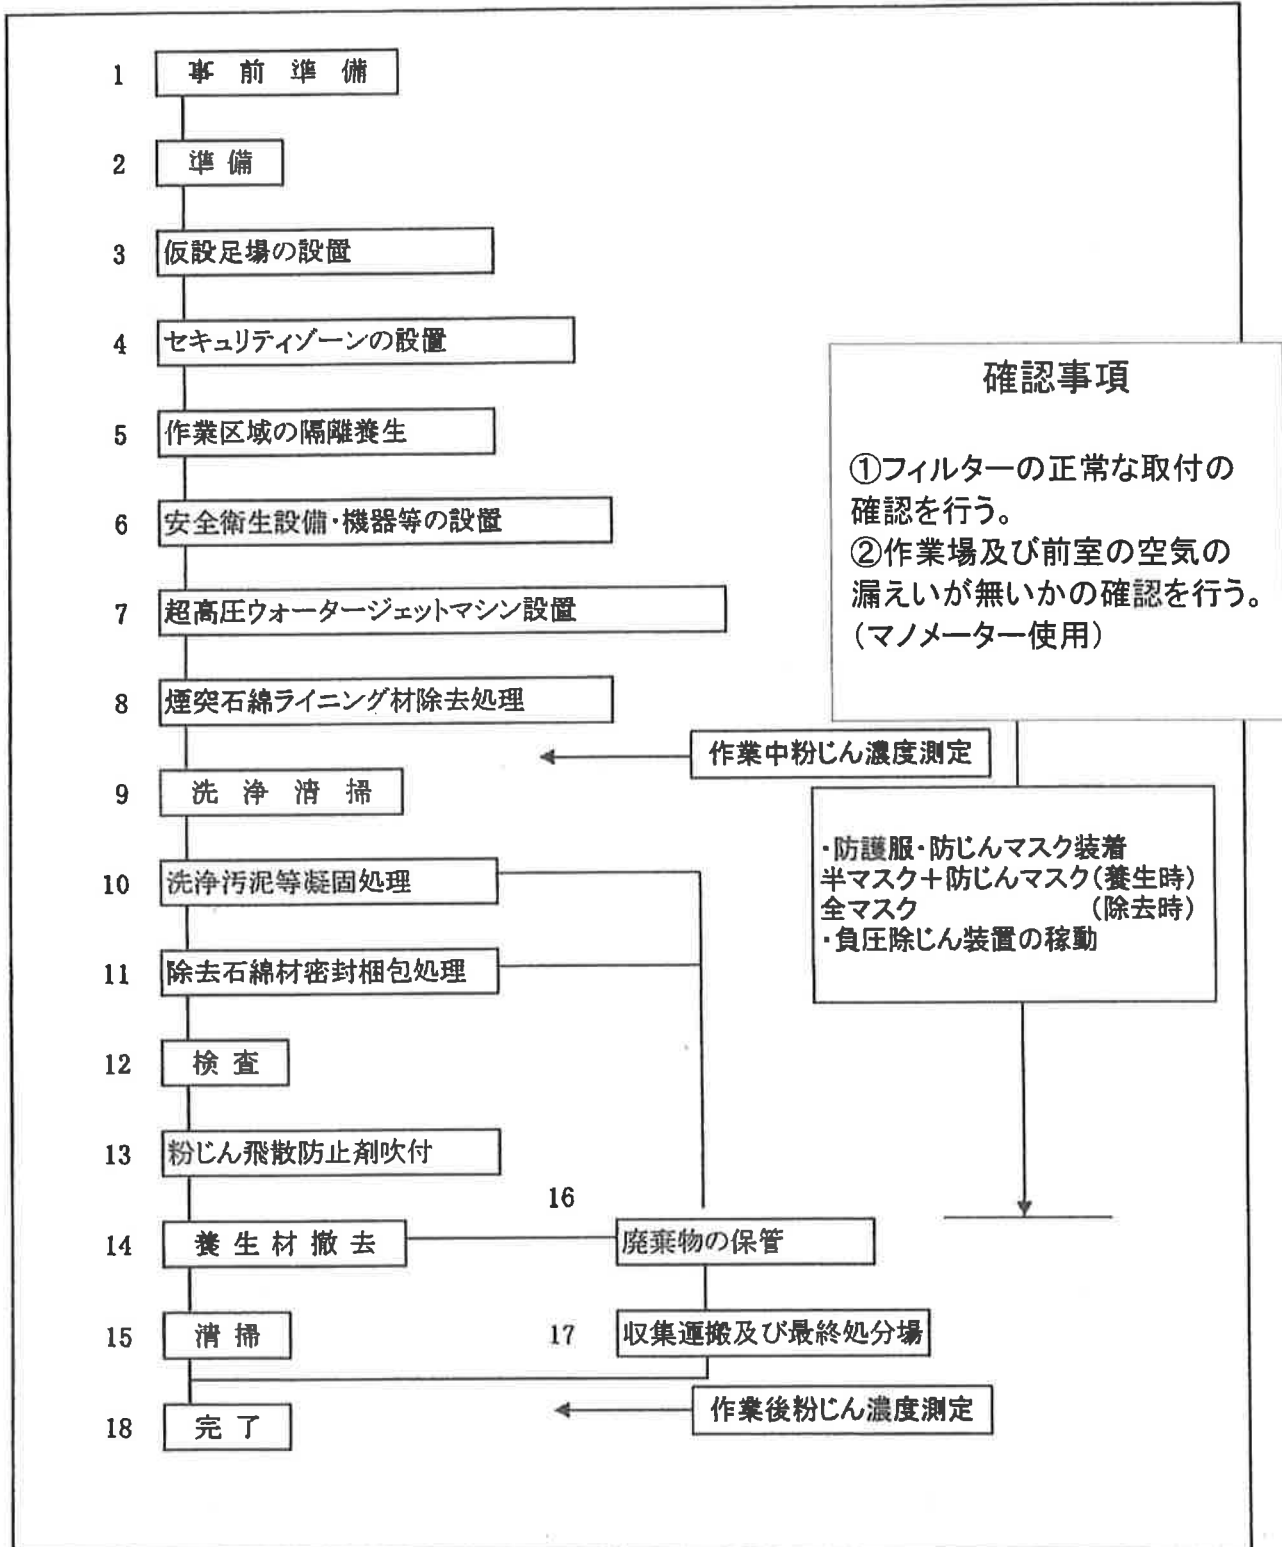 1 事前準備
2 準備
3 仮設足場の設置
4 セキュリティゾーンの設置
5 作業区域の隔離養生
6 安全衛生設備・機器等の設置
7 超高圧ウォータージェットマシン設置
8 煙突石綿ライニング材除去処理
確認事項
①フィルターの正常な取付の
確認を行う。
②作業場及び前室の空気の
漏えいが無いかの確認を行う。
(マノメーター使用)
作業中粉じん濃度測定
9 洗浄清掃
・防護服・防じんマスク装着
半マスク+防じんマスク(養生時)
全マスク (除去時)
・負圧除じん装置の稼動
10 洗浄汚泥等凝固処理
11 除去石綿材密封梱包処理
12 検査
13 粉じん飛散防止剤吹付
14 養生材撤去
16 廃棄物の保管
15 清掃
17 収集運搬及び最終処分場
作業後粉じん濃度測定
18 完了